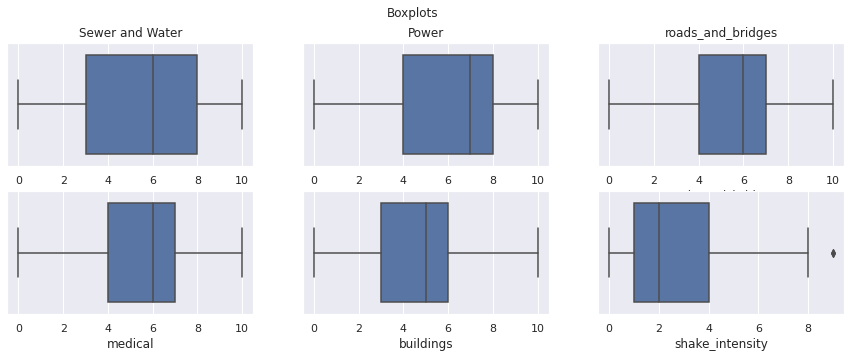 Boxplots
Sewer and Water
Power
roads_and_bridges
0 2 4 6 8 10
0 2 4 6 8 10
0 2 4 6 8 10
0 2 4 6 8 10
medical
0 2 4 6 8 10
buildings
0 2 4 6 8
shake_intensity